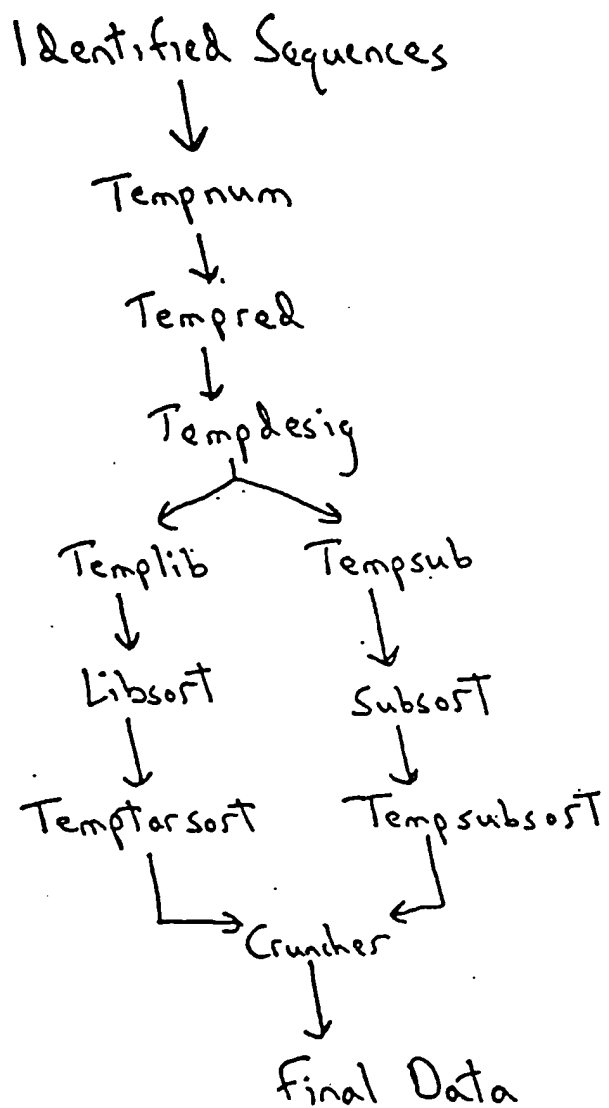 Identified Sequences
Tempnum
Tempred
Tempdesig
Templib Tempsub
Libsort Subsort
Temptarsort Tempsubsort
Cruncher
Final Data